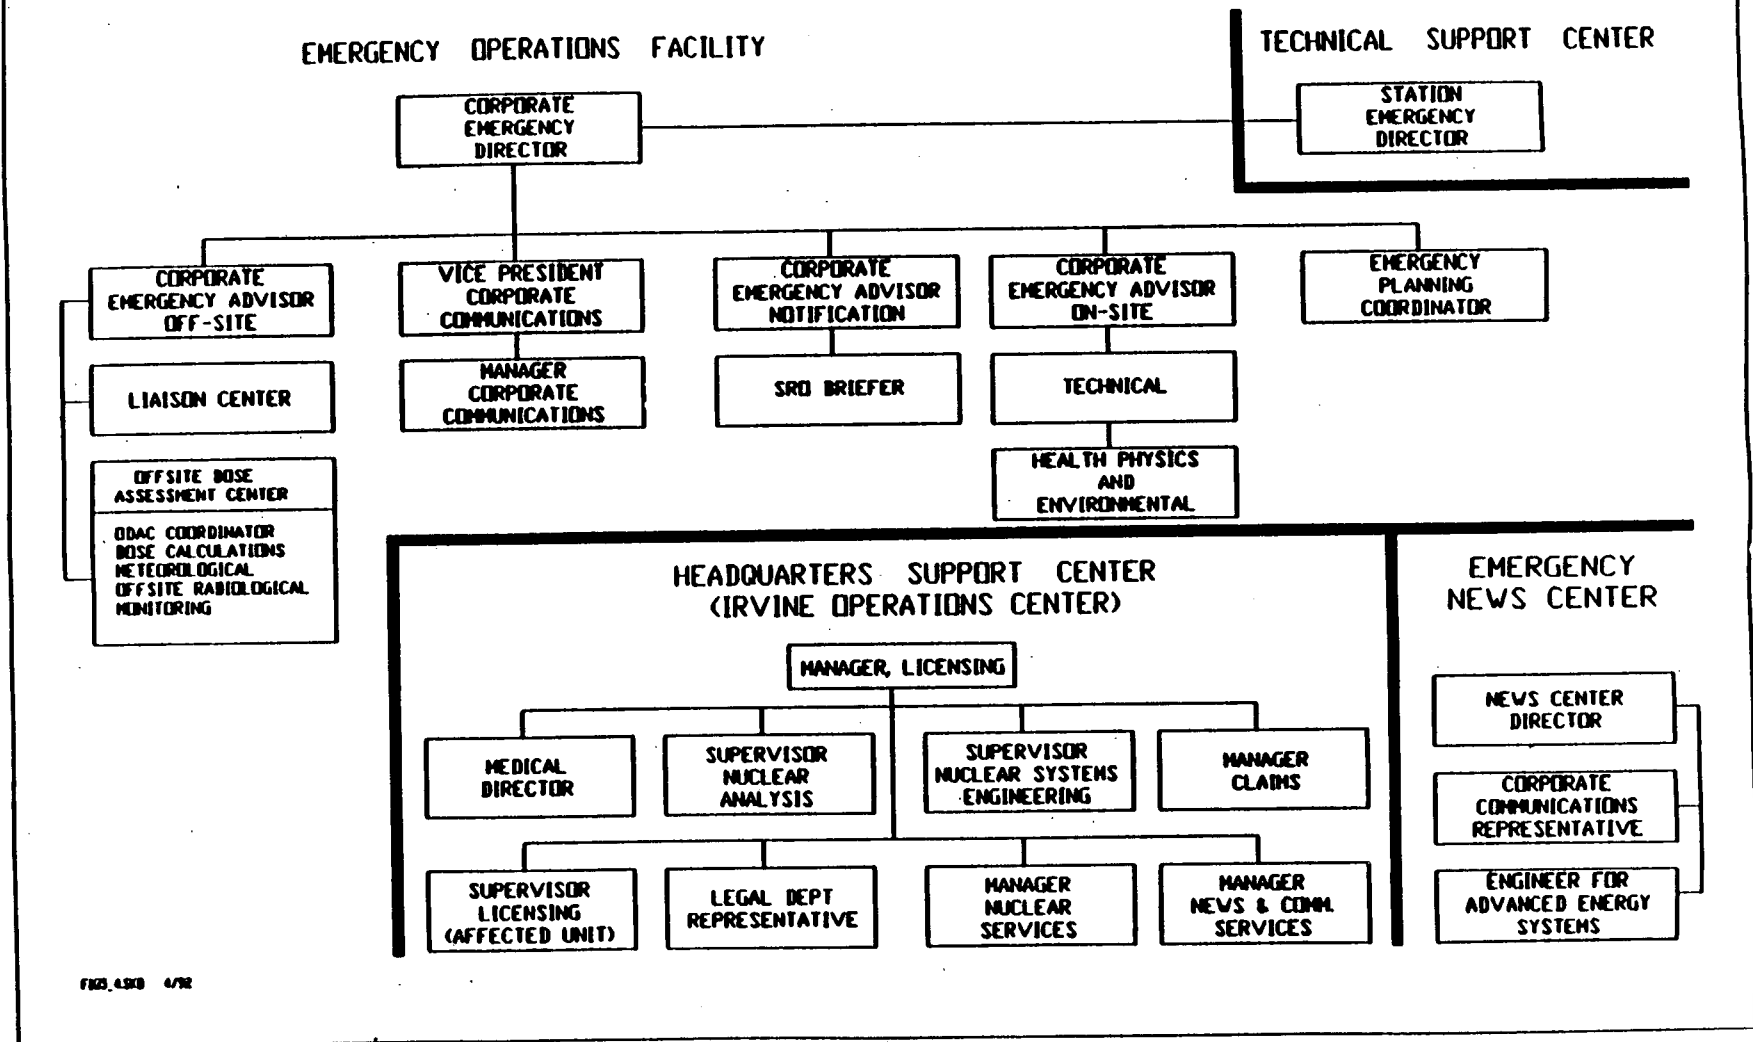 EMERGENCY OPERATIONS FACILITY
TECHNICAL SUPPORT CENTER
CORPORATE
EMERGENCY
DIRECTOR
STATION
EMERGENCY
DIRECTOR
CORPORATE
EMERGENCY ADVISOR
OFF-SITE
VICE PRESIDENT
CORPORATE
COMMUNICATIONS
CORPORATE
EMERGENCY ADVISOR
NOTIFICATION
CORPORATE
EMERGENCY ADVISOR
ON-SITE
EMERGENCY
PLANNING
COORDINATOR
LIAISON CENTER
MANAGER
CORPORATE
COMMUNICATIONS
SRO BRIEFER
TECHNICAL
OFFSITE DOSE
ASSESSMENT CENTER
ODAC COORDINATOR
DOSE CALCULATIONS
METEOROLOGICAL
OFFSITE RADIOLOGICAL
MONITORING
HEALTH PHYSICS
AND
ENVIRONMENTAL
HEADQUARTERS SUPPORT CENTER
(IRVINE OPERATIONS CENTER)
MANAGER, LICENSING
MEDICAL
DIRECTOR
SUPERVISOR
NUCLEAR
ANALYSIS
SUPERVISOR
NUCLEAR SYSTEMS
ENGINEERING
MANAGER
CLAIMS
SUPERVISOR
LICENSING
(AFFECTED UNIT)
LEGAL DEPT
REPRESENTATIVE
MANAGER
NUCLEAR
SERVICES
MANAGER
NEWS & COMM.
SERVICES
EMERGENCY
NEWS CENTER
NEWS CENTER
DIRECTOR
CORPORATE
COMMUNICATIONS
REPRESENTATIVE
ENGINEER FOR
ADVANCED ENERGY
SYSTEMS
4/92